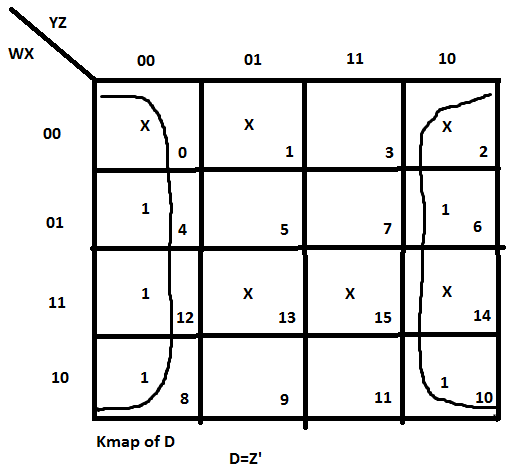 YZ
WX
00 01 11 10
00 X X X
0 1 3 2
01 1 1
4 5 7 6
11 1 X X X
12 13 15 14
10 1 1
8 9 11 10
Kmap of D
D=Z'